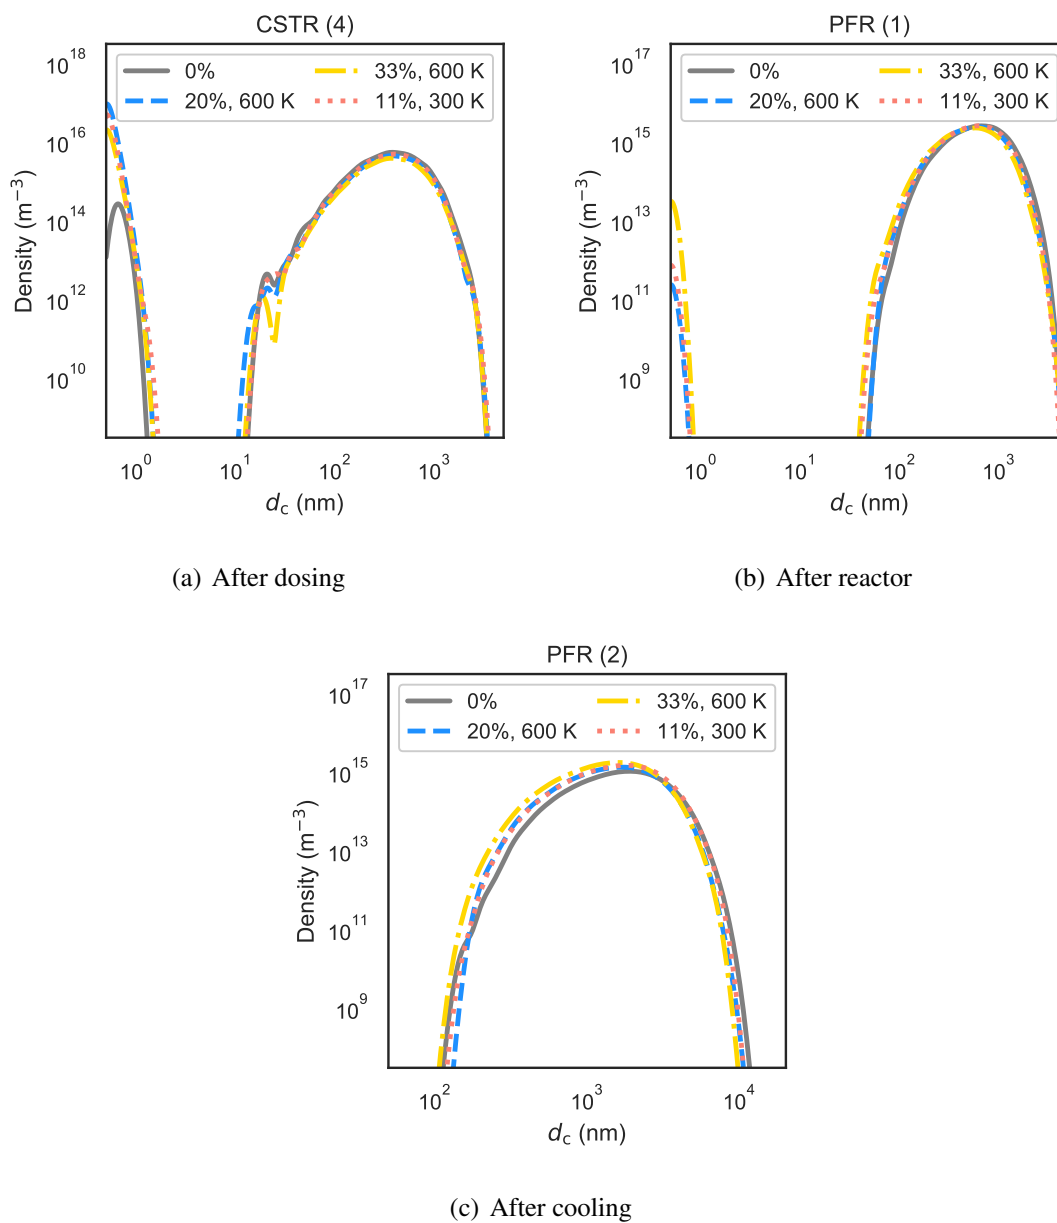 CSTR (4)
PFR (1)
10^18
10^16
10^14
10^12
10^10
Density (m^−3)
0%
20%, 600 K
33%, 600 K
11%, 300 K
10^0
10^1
10^2
10^3
d_c (nm)
10^17
10^15
10^13
10^11
10^9
Density (m^−3)
0%
20%, 600 K
33%, 600 K
11%, 300 K
10^0
10^1
10^2
10^3
d_c (nm)
(a) After dosing
(b) After reactor
PFR (2)
10^17
10^15
10^13
10^11
10^9
Density (m^−3)
0%
20%, 600 K
33%, 600 K
11%, 300 K
10^2
10^3
10^4
d_c (nm)
(c) After cooling